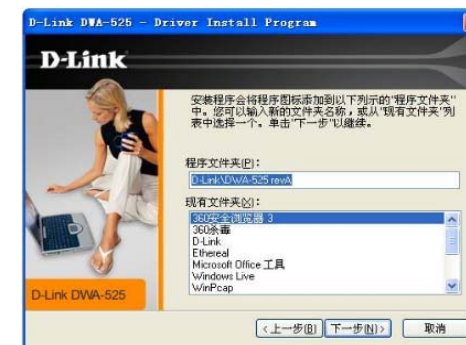 D-Link DWA-525 - Driver Install Program
D-Link
安装程序会将程序图标添加到以下列示的"程序文件夹"
中。您可以输入新的文件夹名称，或从"现有文件夹"列
表中选择一个。单击"下一步"以继续。
程序文件夹(P)：
D-Link\DWA-525 revA
现有文件夹(X)：
360安全浏览器 3
360杀毒
D-Link
Ethereal
Microsoft Office 工具
Windows Live
WinPcap
D-Link DWA-525
<上一步(B) 下一步(N)> 取消